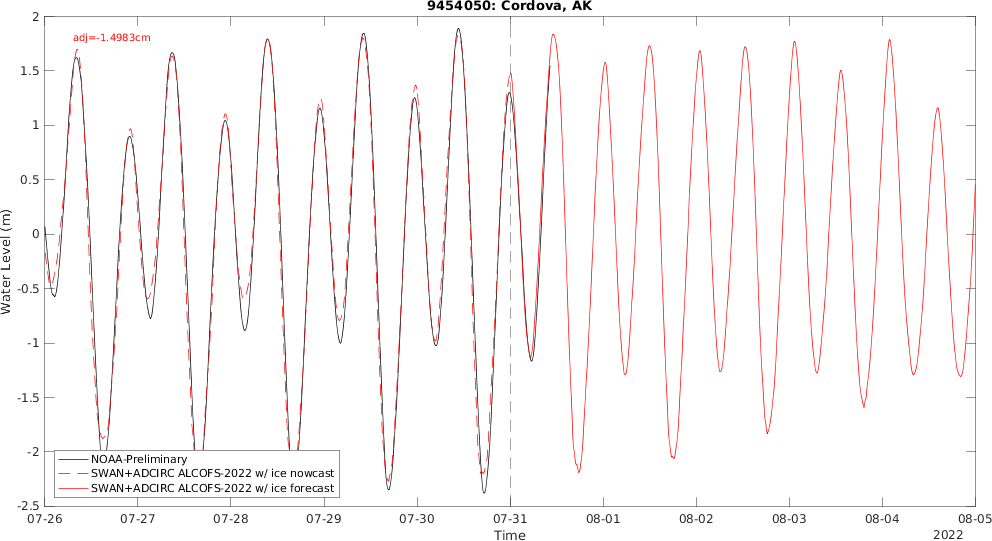 9454050: Cordova, AK
adj=-1.4983cm
2
1.5
1
0.5
0
-0.5
-1
-1.5
-2
-2.5
Water Level (m)
NOAA-Preliminary
SWAN+ADCIRC ALCOFS-2022 w/ ice nowcast
SWAN+ADCIRC ALCOFS-2022 w/ ice forecast
07-26 07-27 07-28 07-29 07-30 07-31 08-01 08-02 08-03 08-04 08-05
Time
2022